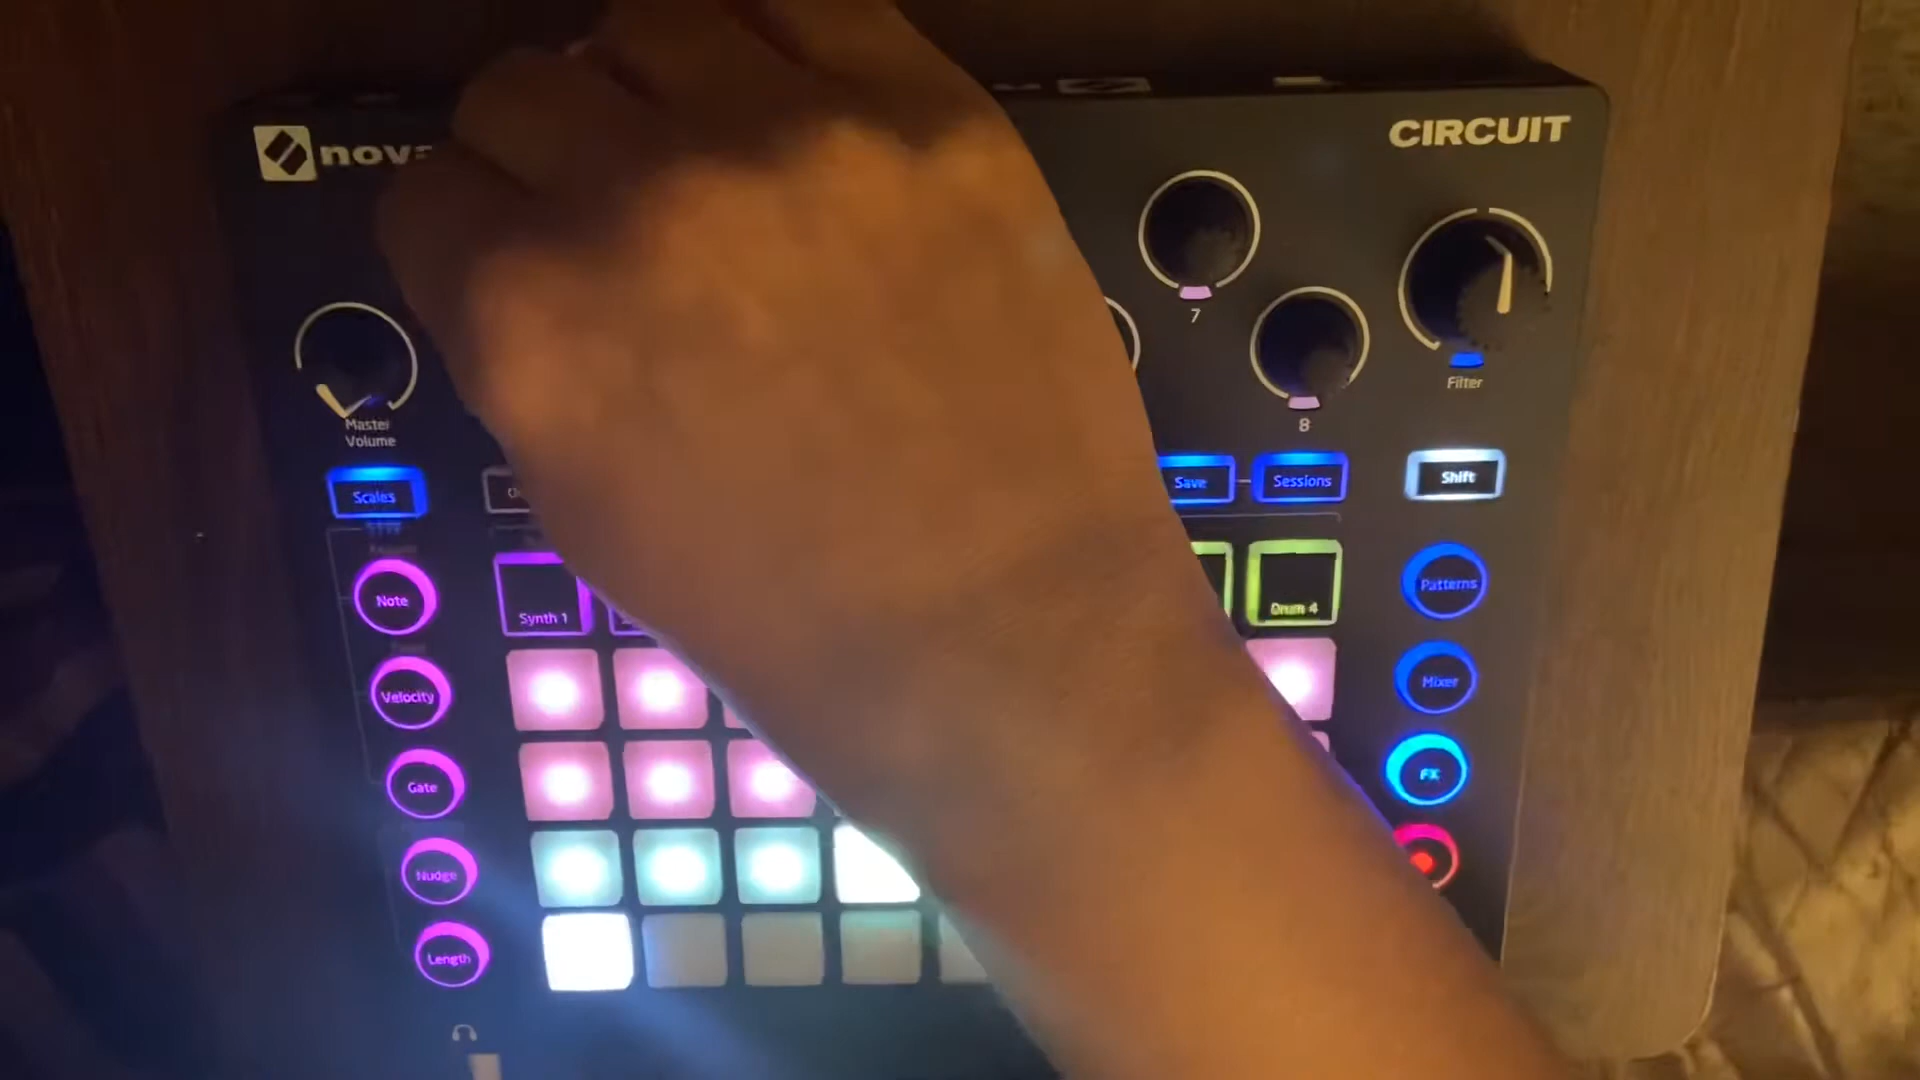 nov
CIRCUIT
7
8
Filter
Master
Volume
Scales
Save
Sessions
Shift
Note
Synth 1
Drum 4
Patterns
Velocity
Mixer
Gate
FX
Nudge
Length